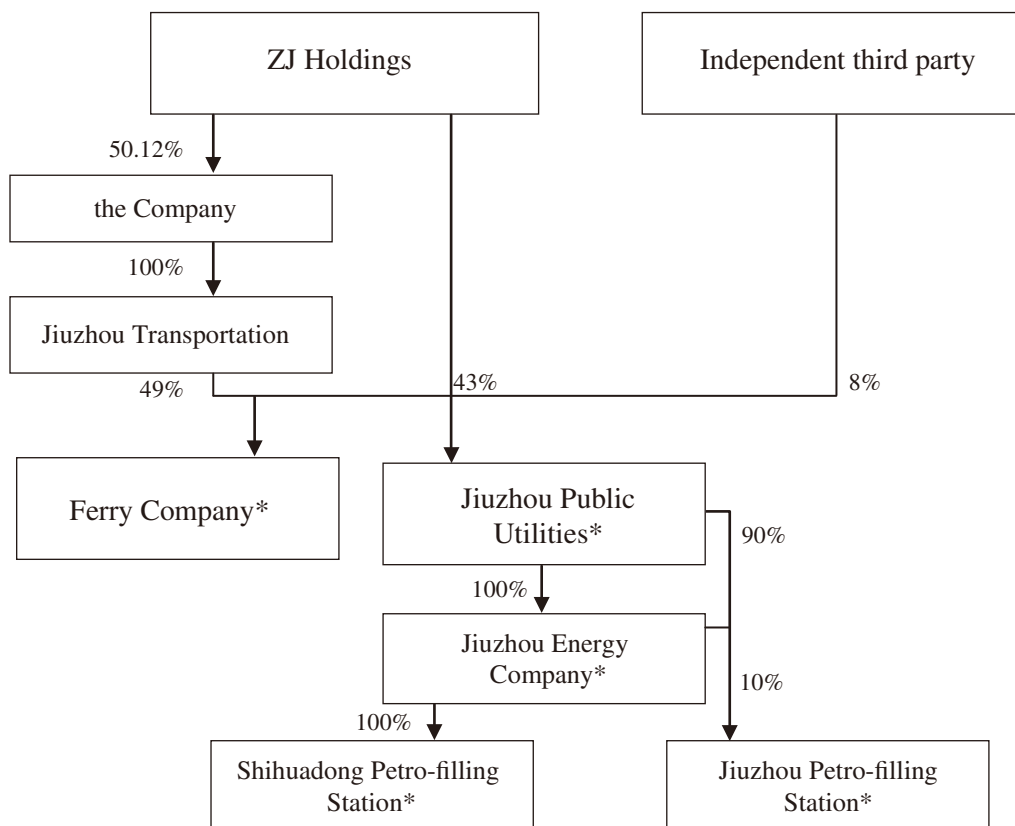 ZJ Holdings
Independent third party
50.12%
the Company
100%
Jiuzhou Transportation
49%
43%
8%
Ferry Company*
Jiuzhou Public
Utilities*
90%
100%
Jiuzhou Energy
Company*
10%
100%
Shihuadong Petro-filling
Station*
Jiuzhou Petro-filling
Station*